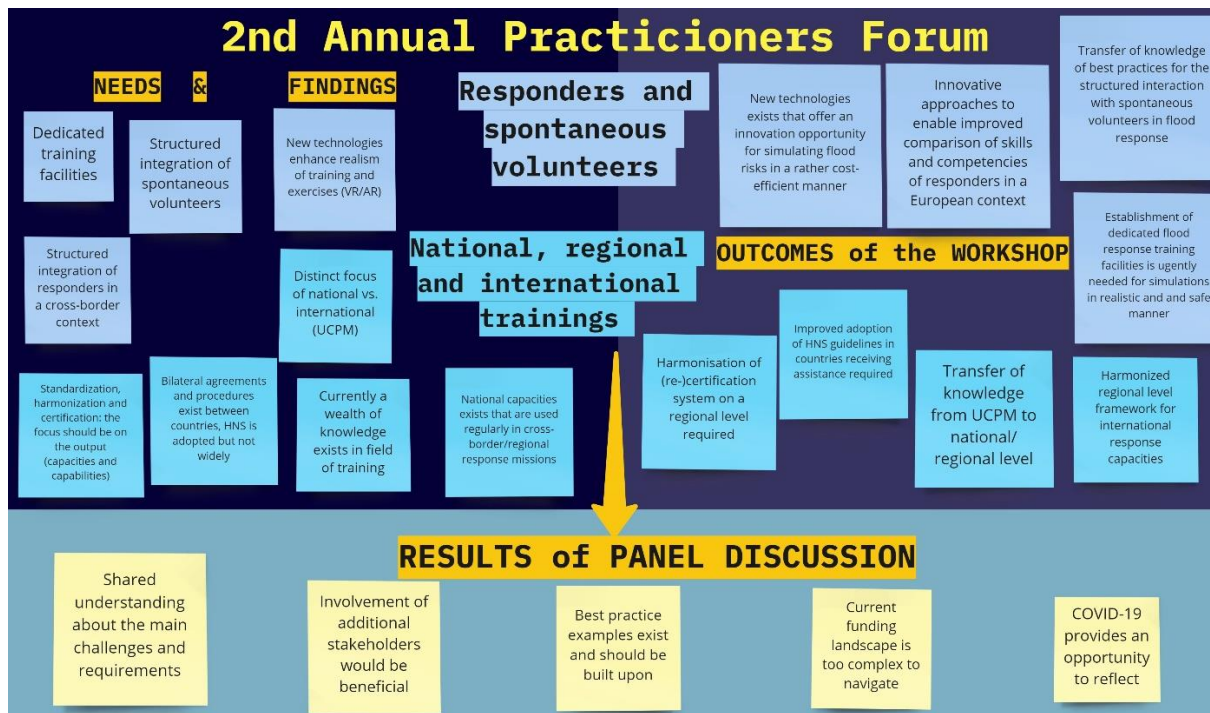 2nd Annual Practicioners Forum
NEEDS & FINDINGS
Dedicated
training
facilities
Structured
integration of
spontaneous
volunteers
New technologies
enhance realism
of training and
exercises (VR/AR)
Structured
integration of
responders in
a cross-border
context
Distinct focus
of national vs.
international
(UCPM)
Standardization,
harmonization and
certification: the
focus should be on
the output
(capacities and
capabilities)
Bilateral agreements
and procedures
exist between
countries, HNS is
adopted but not
widely
Currently a
wealth of
knowledge
exists in field
of training
National capacities
exists that are used
regularly in cross-
border/regional
response missions
Responders and
spontaneous
volunteers
National, regional
and international
trainings
New technologies
exists that offer an
innovation opportunity
for simulating flood
risks in a rather cost-
efficient manner
Innovative
approaches to
enable improved
comparison of skills
and competencies
of responders in a
European context
Transfer of knowledge
of best practices for the
structured interaction
with spontaneous
volunteers in flood
response
OUTCOMES of the WORKSHOP
Establishment of
dedicated flood
response training
facilities is ugently
needed for simulations
in realistic and and safe
manner
Harmonisation of
(re-)certification
system on a
regional level
required
Improved adoption
of HNS guidelines in
countries receiving
assistance required
Transfer of
knowledge
from UCPM to
national/
regional level
Harmonized
regional level
framework for
international
response
capacities
RESULTS of PANEL DISCUSSION
Shared
understanding
about the main
challenges and
requirements
Involvement of
additional
stakeholders
would be
beneficial
Best practice
examples exist
and should be
built upon
Current
funding
landscape is
too complex to
navigate
COVID-19
provides an
opportunity
to reflect